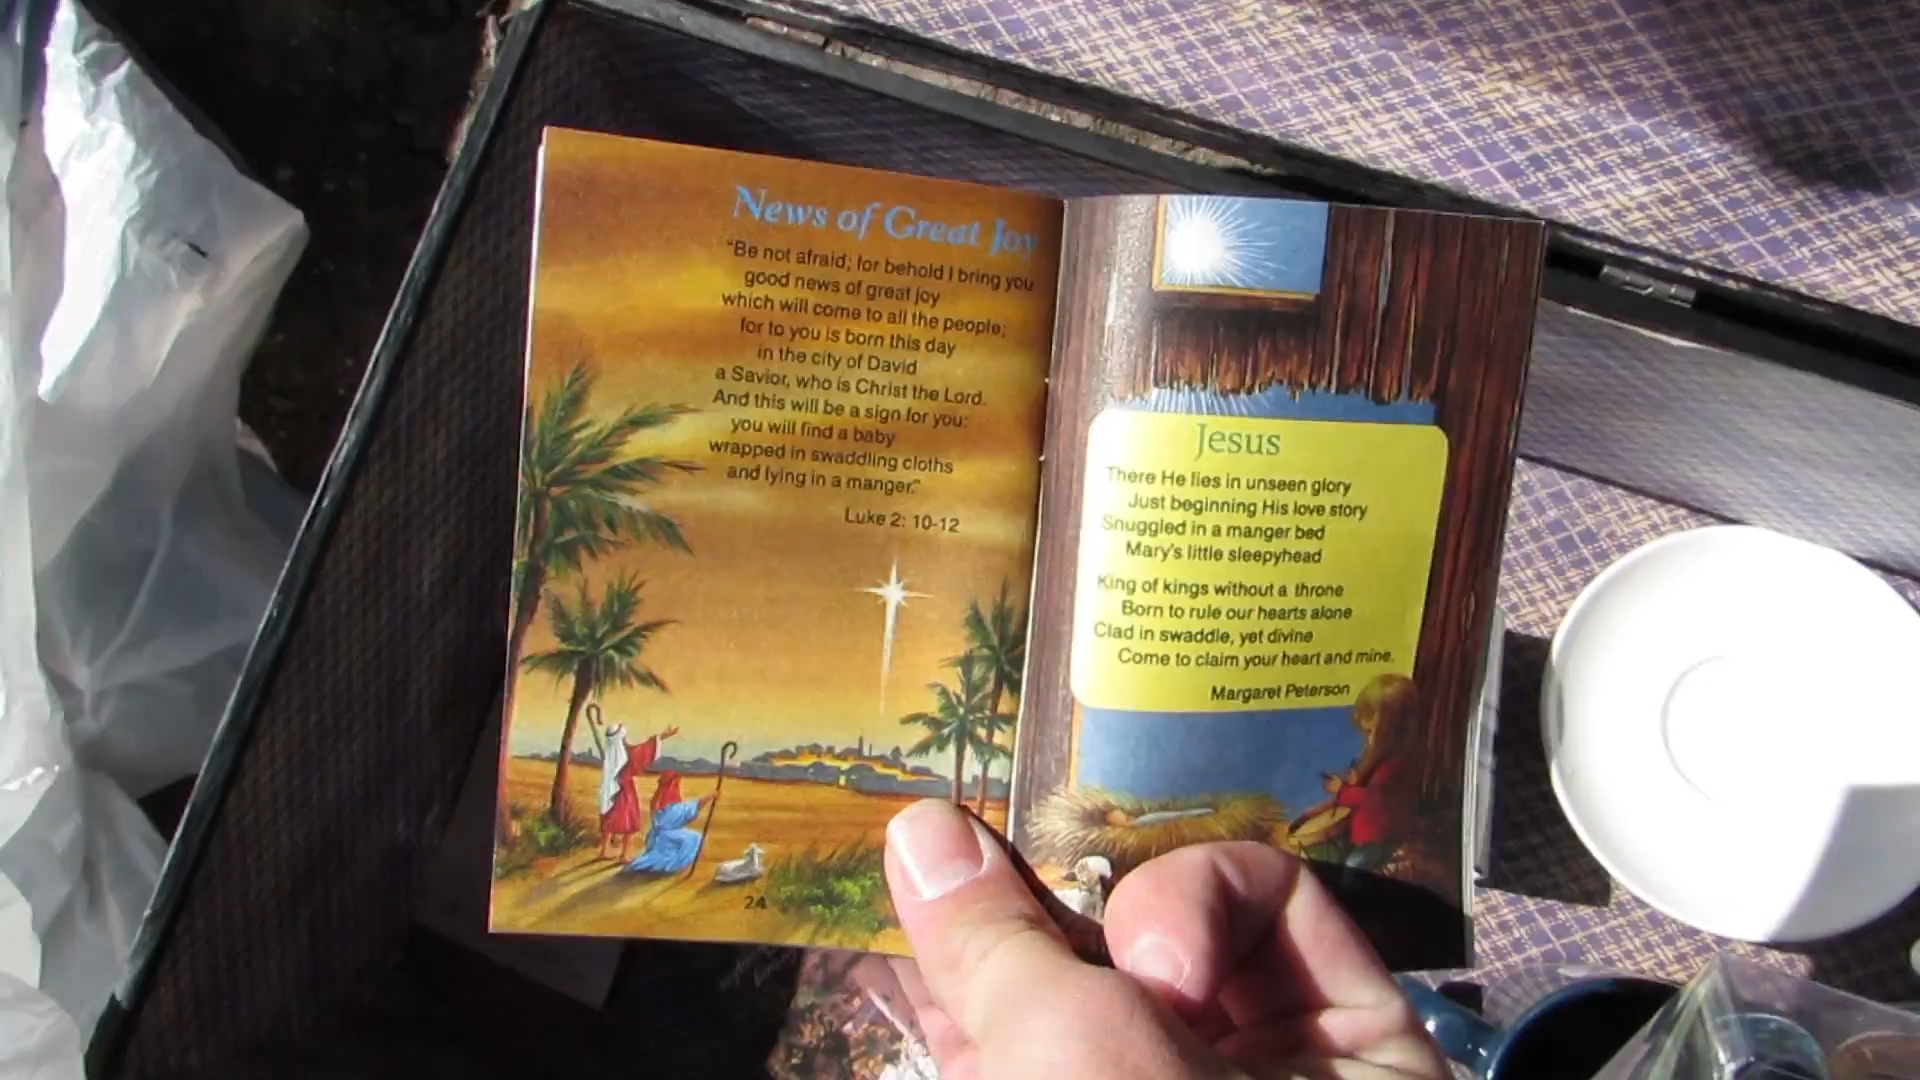 News of Great Joy
"Be not afraid; for behold I bring you
good news of great joy
which will come to all the people;
for to you is born this day
in the city of David
a Savior, who is Christ the Lord.
And this will be a sign for you:
you will find a baby
wrapped in swaddling cloths
and lying in a manger."
Luke 2: 10-12
24
Jesus
There He lies in unseen glory
Just beginning His love story
Snuggled in a manger bed
Mary's little sleepyhead
King of kings without a throne
Born to rule our hearts alone
Clad in swaddle, yet divine
Come to claim your heart and mine.
Margaret Peterson